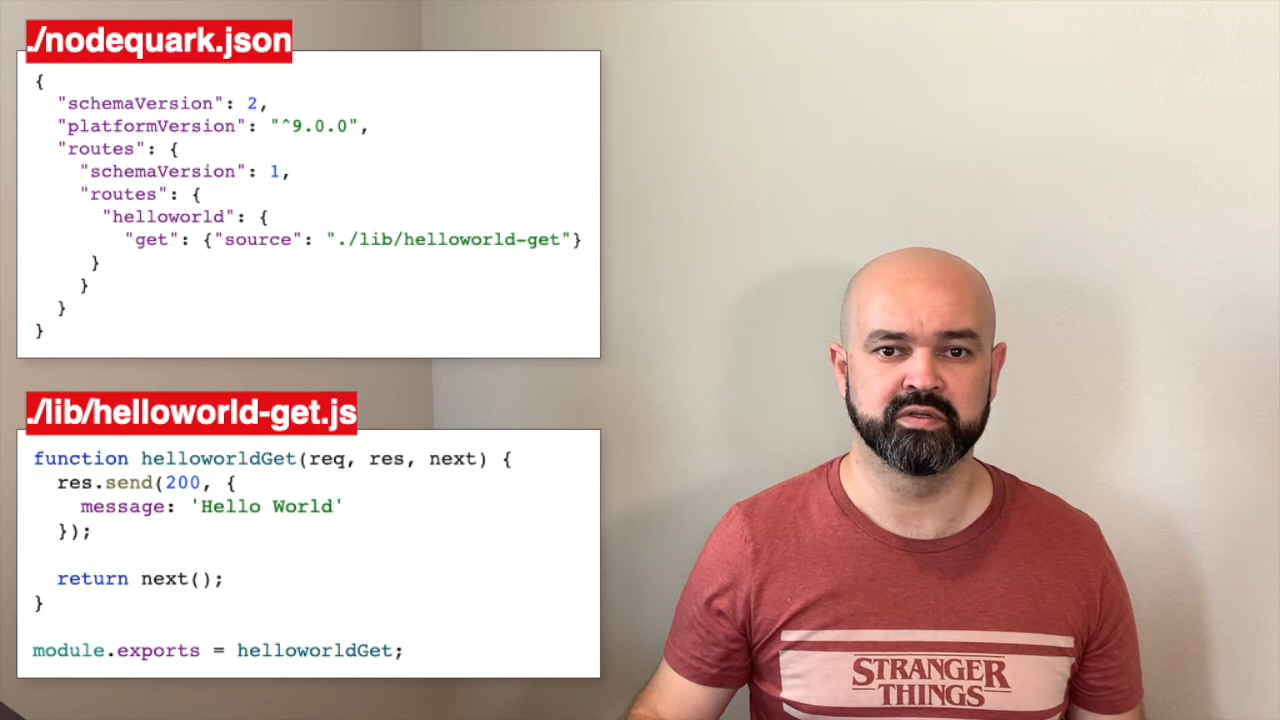 ./nodequark.json
{
  "schemaVersion": 2,
  "platformVersion": "^9.0.0",
  "routes": {
    "schemaVersion": 1,
    "routes": {
      "helloworld": {
        "get": {"source": "./lib/helloworld-get"}
      }
    }
  }
}
./lib/helloworld-get.js
function helloworldGet(req, res, next) {
  res.send(200, {
    message: 'Hello World'
  });
  return next();
}
module.exports = helloworldGet;
STRANGER
THINGS